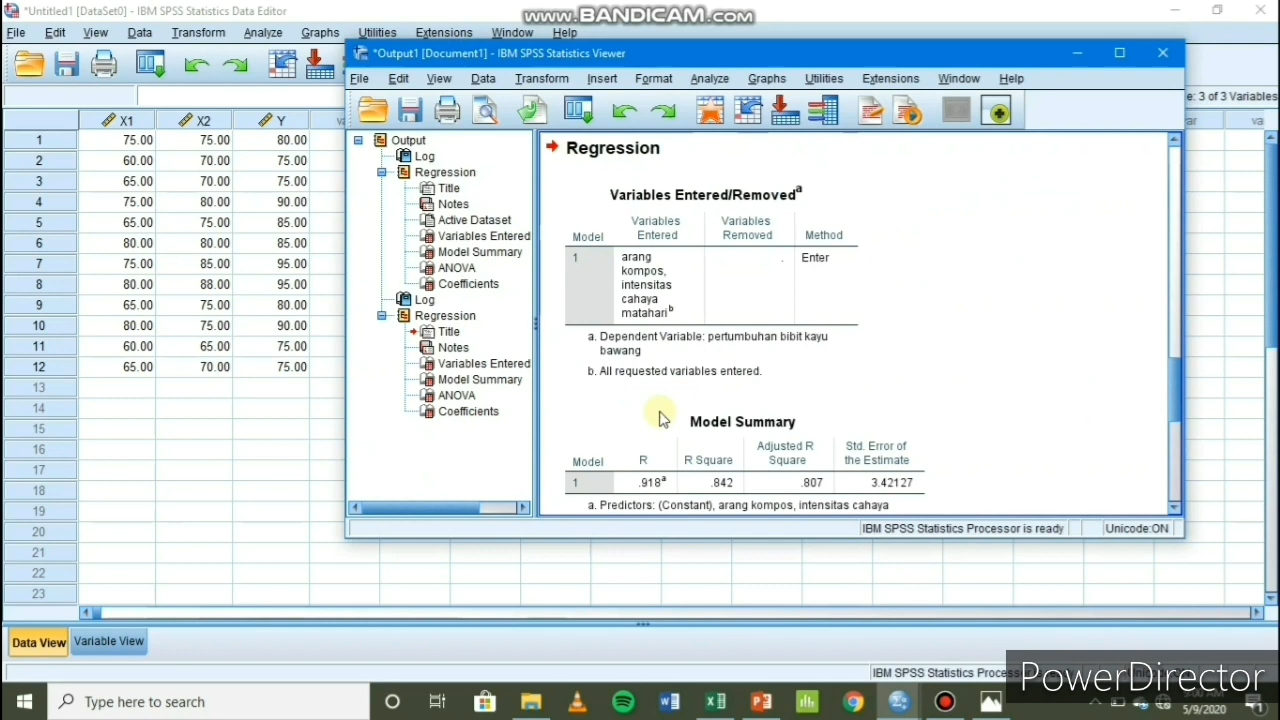 *Untitled1 [DataSet0] - IBM SPSS Statistics Data Editor
www.BANDICAM.com
File Edit View Data Transform Analyze Graphs Utilities Extensions Window Help
*Output1 [Document1] - IBM SPSS Statistics Viewer
File Edit View Data Transform Insert Format Analyze Graphs Utilities Extensions Window Help
e: 3 of 3 Variables
X1 X2 Y
1 75.00 75.00 80.00
2 60.00 70.00 75.00
3 65.00 70.00 75.00
4 75.00 80.00 90.00
5 65.00 75.00 85.00
6 80.00 80.00 85.00
7 75.00 85.00 95.00
8 80.00 88.00 95.00
9 65.00 75.00 80.00
10 80.00 75.00 90.00
11 60.00 65.00 75.00
12 65.00 70.00 75.00
13
14
15
16
17
18
19
20
21
22
23
Output
Log
Regression
Title
Notes
Active Dataset
Variables Entered
Model Summary
ANOVA
Coefficients
Log
Regression
Title
Notes
Variables Entered
Model Summary
ANOVA
Coefficients
Regression
Variables Entered/Removedᵃ
Model Variables Entered Variables Removed Method
1 arang kompos, intensitas cahaya matahariᵇ . Enter
a. Dependent Variable: pertumbuhan bibit kayu
bawang
b. All requested variables entered.
Model Summary
Model R R Square Adjusted R Square Std. Error of the Estimate
1 .918ᵃ .842 .807 3.42127
a. Predictors: (Constant), arang kompos, intensitas cahaya
IBM SPSS Statistics Processor is ready Unicode:ON
Data View Variable View
IBM SPSS Statistics
PowerDirector
Type here to search
5/9/2020